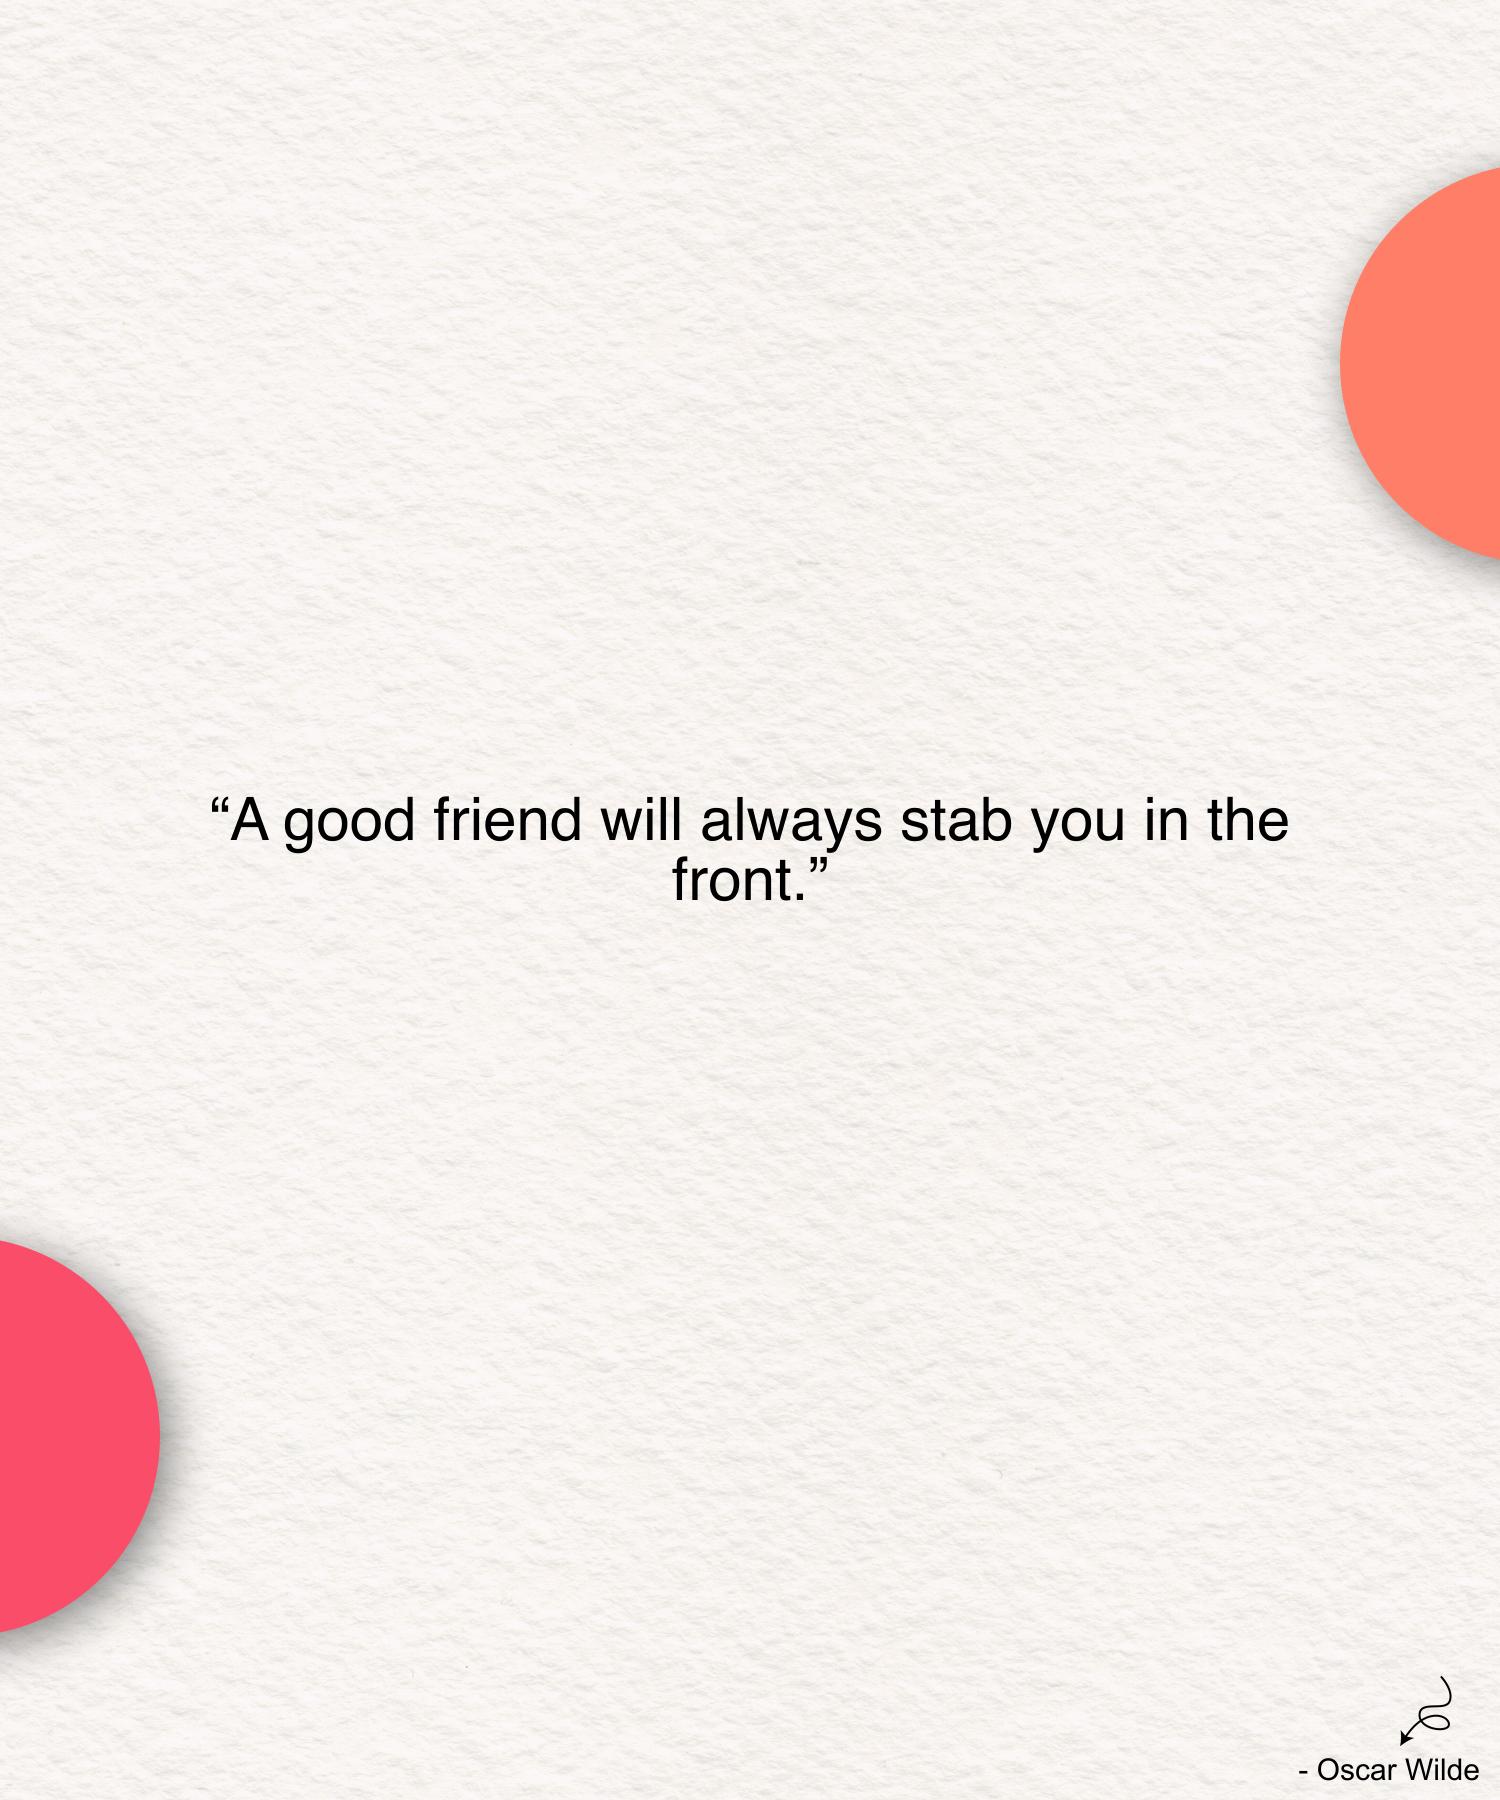 “A good friend will always stab you in the
front.”
- Oscar Wilde